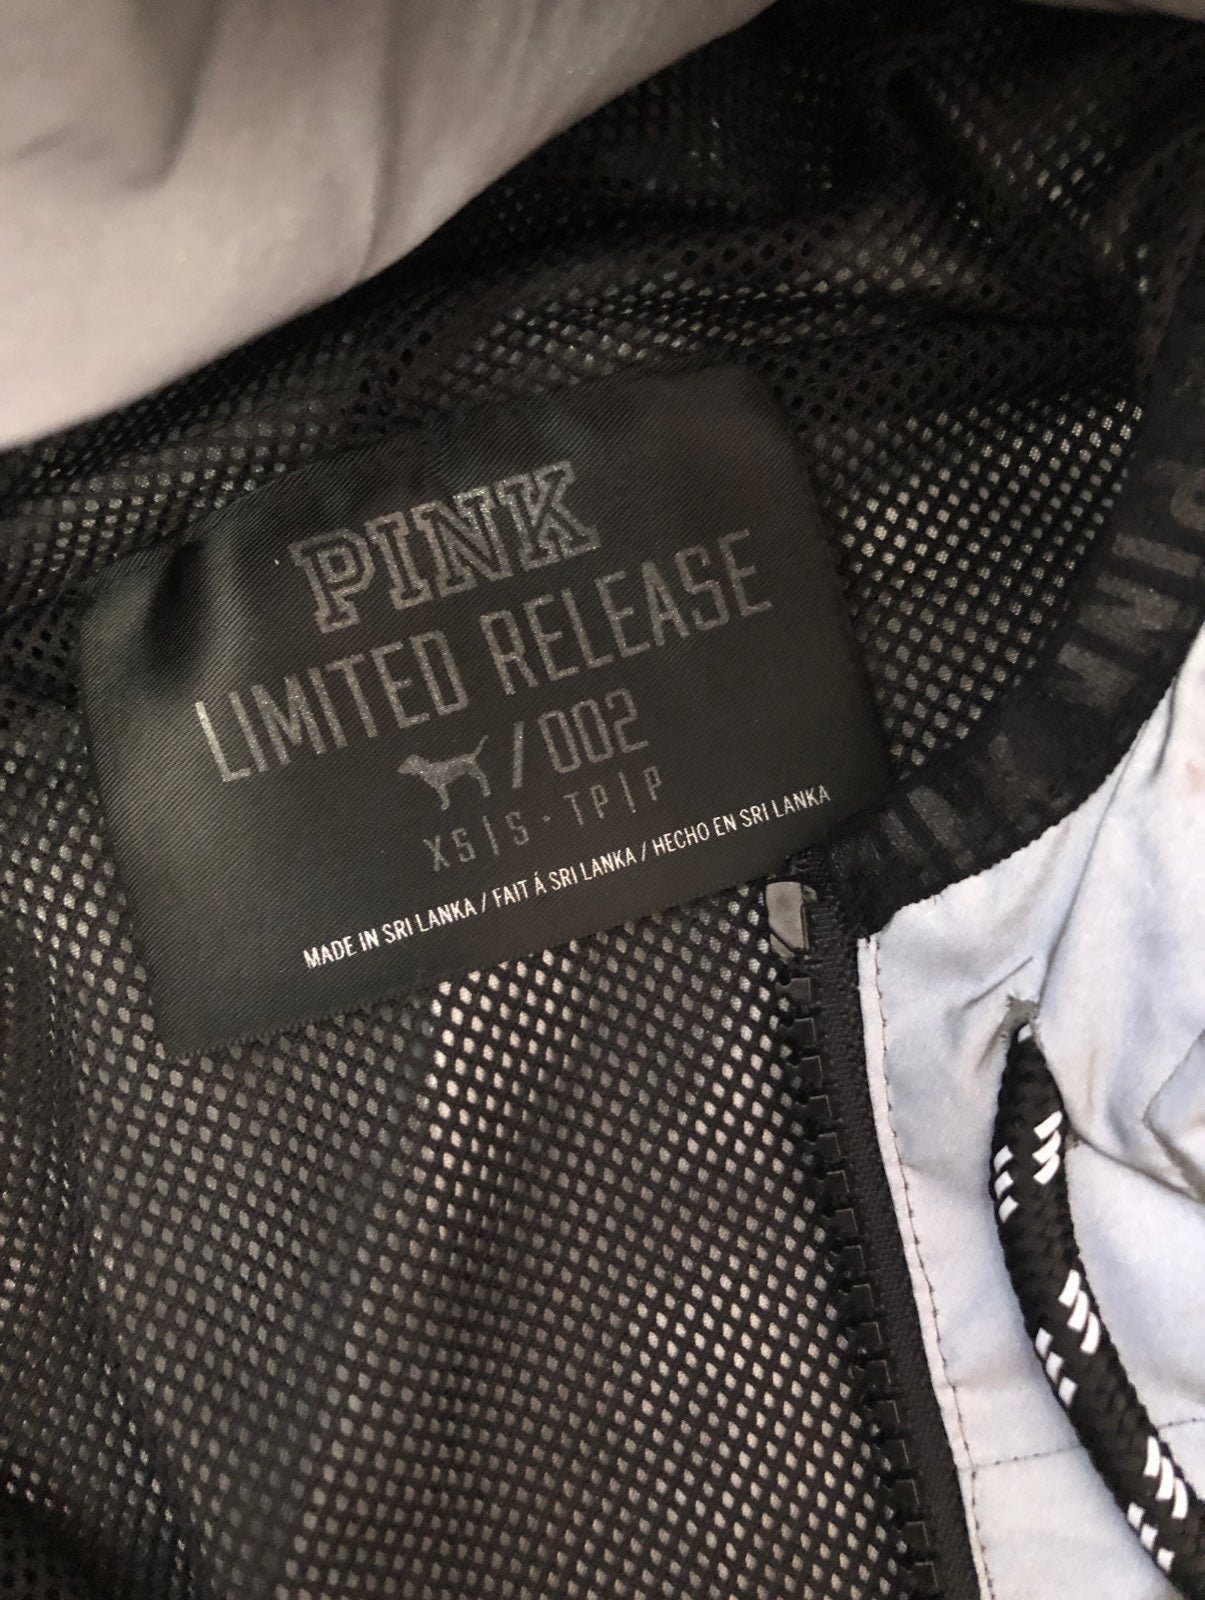 PINK
LIMITED RELEASE
/002
XS|S - TP|P
MADE IN SRI LANKA / FAIT Á SRI LANKA / HECHO EN SRI LANKA